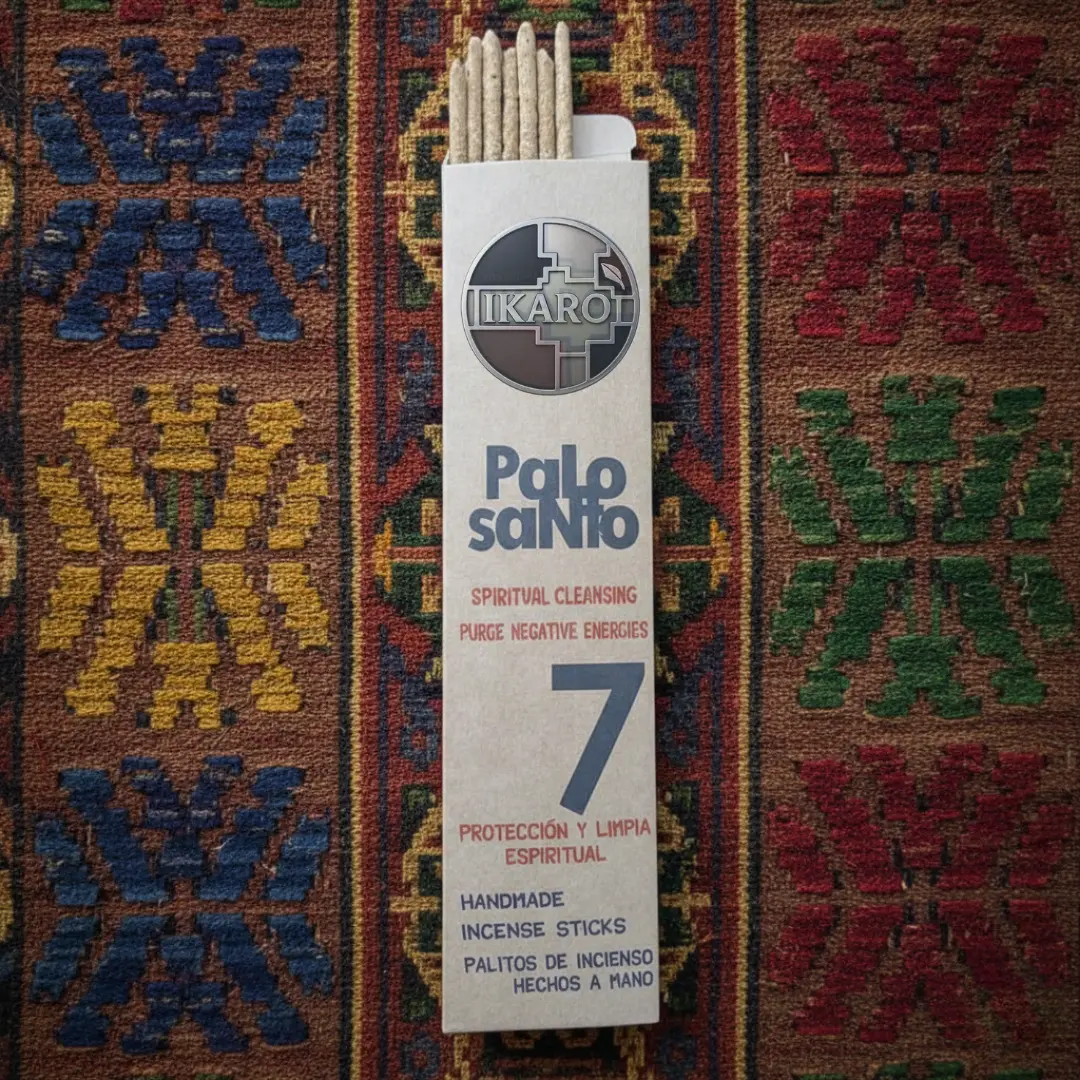 IKARO
PaLo
saNto
SPIRITVAL CLEANSING
PURGE NEGATIVE ENERGIES
7
PROTECCIÓN Y LIMPIA
ESPIRITUAL
HANDMADE
INCENSE STICKS
PALITOS DE INCIENSO
HECHOS A MANO